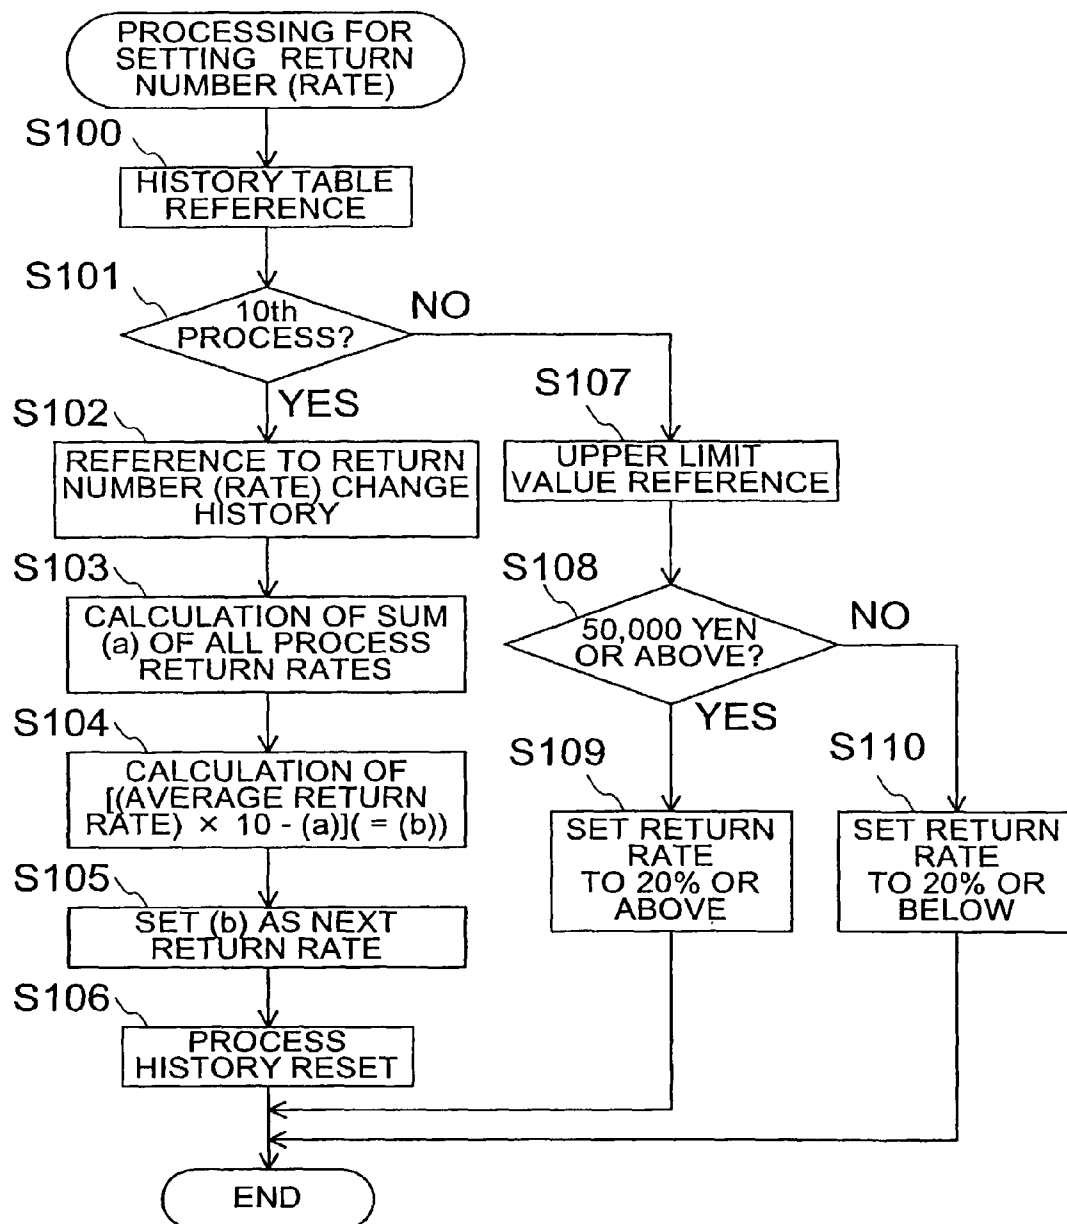 PROCESSING FOR
SETTING RETURN
NUMBER (RATE)
S100
HISTORY TABLE
REFERENCE
S101
10th
PROCESS?
NO
YES
S102
REFERENCE TO RETURN
NUMBER (RATE) CHANGE
HISTORY
S103
CALCULATION OF SUM
(a) OF ALL PROCESS
RETURN RATES
S104
CALCULATION OF
[(AVERAGE RETURN
RATE) × 10 - (a)]( = (b))
S105
SET (b) AS NEXT
RETURN RATE
S106
PROCESS
HISTORY RESET
S107
UPPER LIMIT
VALUE REFERENCE
S108
50,000 YEN
OR ABOVE?
NO
YES
S109
SET RETURN
RATE
TO 20% OR
ABOVE
S110
SET RETURN
RATE
TO 20% OR
BELOW
END